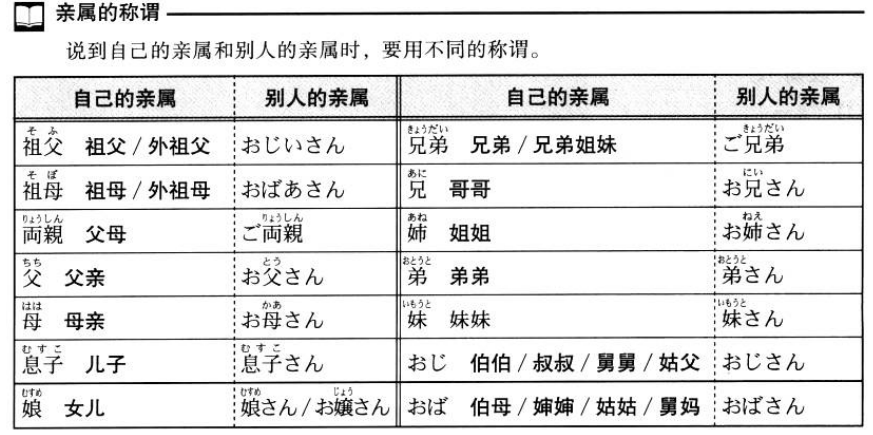 亲属的称谓
说到自己的亲属和别人的亲属时，要用不同的称谓。
自己的亲属 别人的亲属 自己的亲属 别人的亲属
そ ふ きょうだい きょうだい
祖父 祖父 / 外祖父 おじいさん 兄弟 兄弟 / 兄弟姐妹 ご兄弟
そ ぼ あに にい
祖母 祖母 / 外祖母 おばあさん 兄 哥哥 お兄さん
りょうしん りょうしん あね ねえ
両親 父母 ご両親 姉 姐姐 お姉さん
ちち とう おとうと おとうと
父 父亲 お父さん 弟 弟弟 弟さん
はは かあ いもうと いもうと
母 母亲 お母さん 妹 妹妹 妹さん
むすこ むすこ
息子 儿子 息子さん おじ 伯伯 / 叔叔 / 舅舅 / 姑父 おじさん
むすめ むすめ じょう
娘 女儿 娘さん / お嬢さん おば 伯母 / 婶婶 / 姑姑 / 舅妈 おばさん